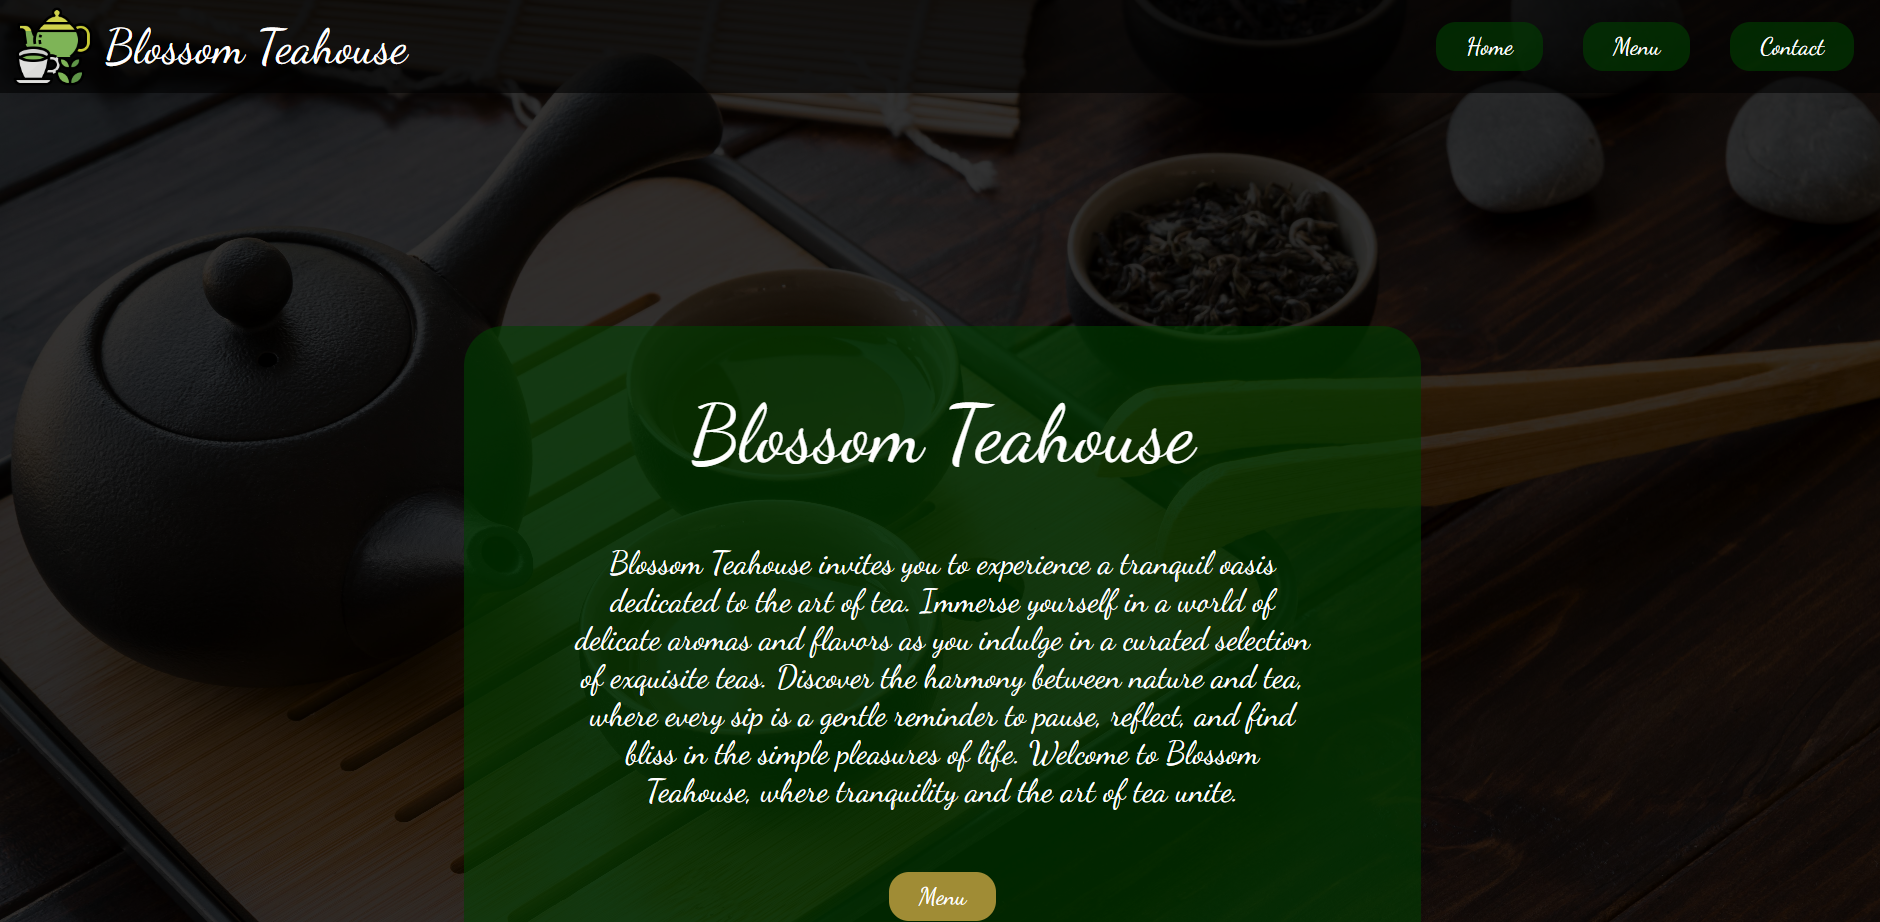 Blossom Teahouse
Home
Menu
Contact
Blossom Teahouse
Blossom Teahouse invites you to experience a tranquil oasis
dedicated to the art of tea. Immerse yourself in a world of
delicate aromas and flavors as you indulge in a curated selection
of exquisite teas. Discover the harmony between nature and tea,
where every sip is a gentle reminder to pause, reflect, and find
bliss in the simple pleasures of life. Welcome to Blossom
Teahouse, where tranquility and the art of tea unite.
Menu